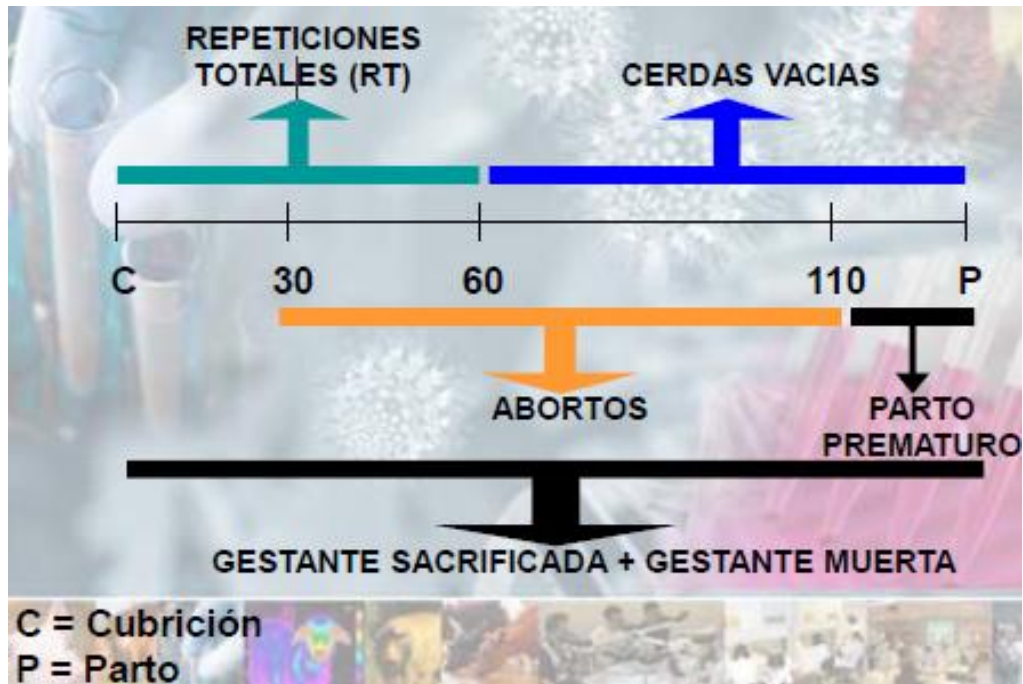 REPETICIONES
TOTALES (RT)
CERDAS VACIAS
C 30 60 110 P
ABORTOS
PARTO
PREMATURO
GESTANTE SACRIFICADA + GESTANTE MUERTA
C = Cubrición
P = Parto